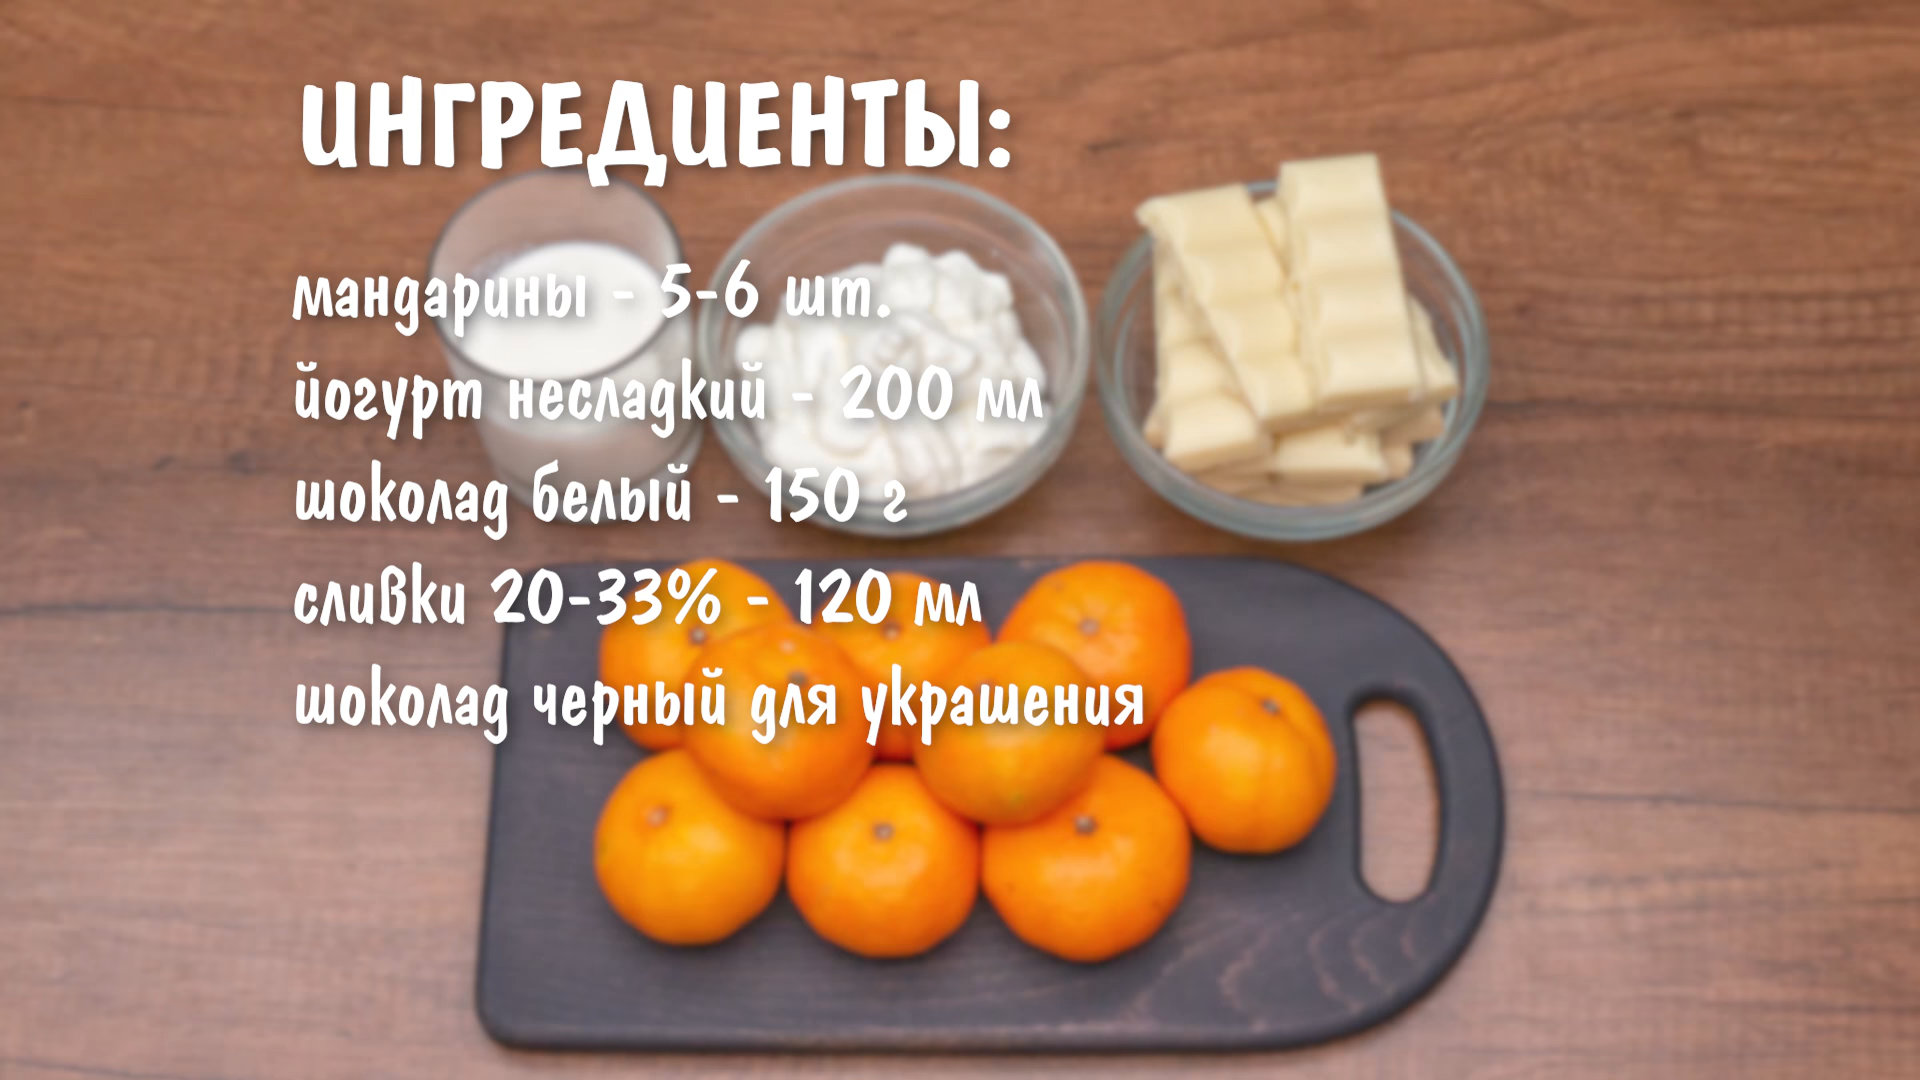 ИНГРЕДИЕНТЫ:
мандарины - 5-6 шт.
йогурт несладкий - 200 мл
шоколад белый - 150 г
сливки 20-33% - 120 мл
шоколад черный для украшения